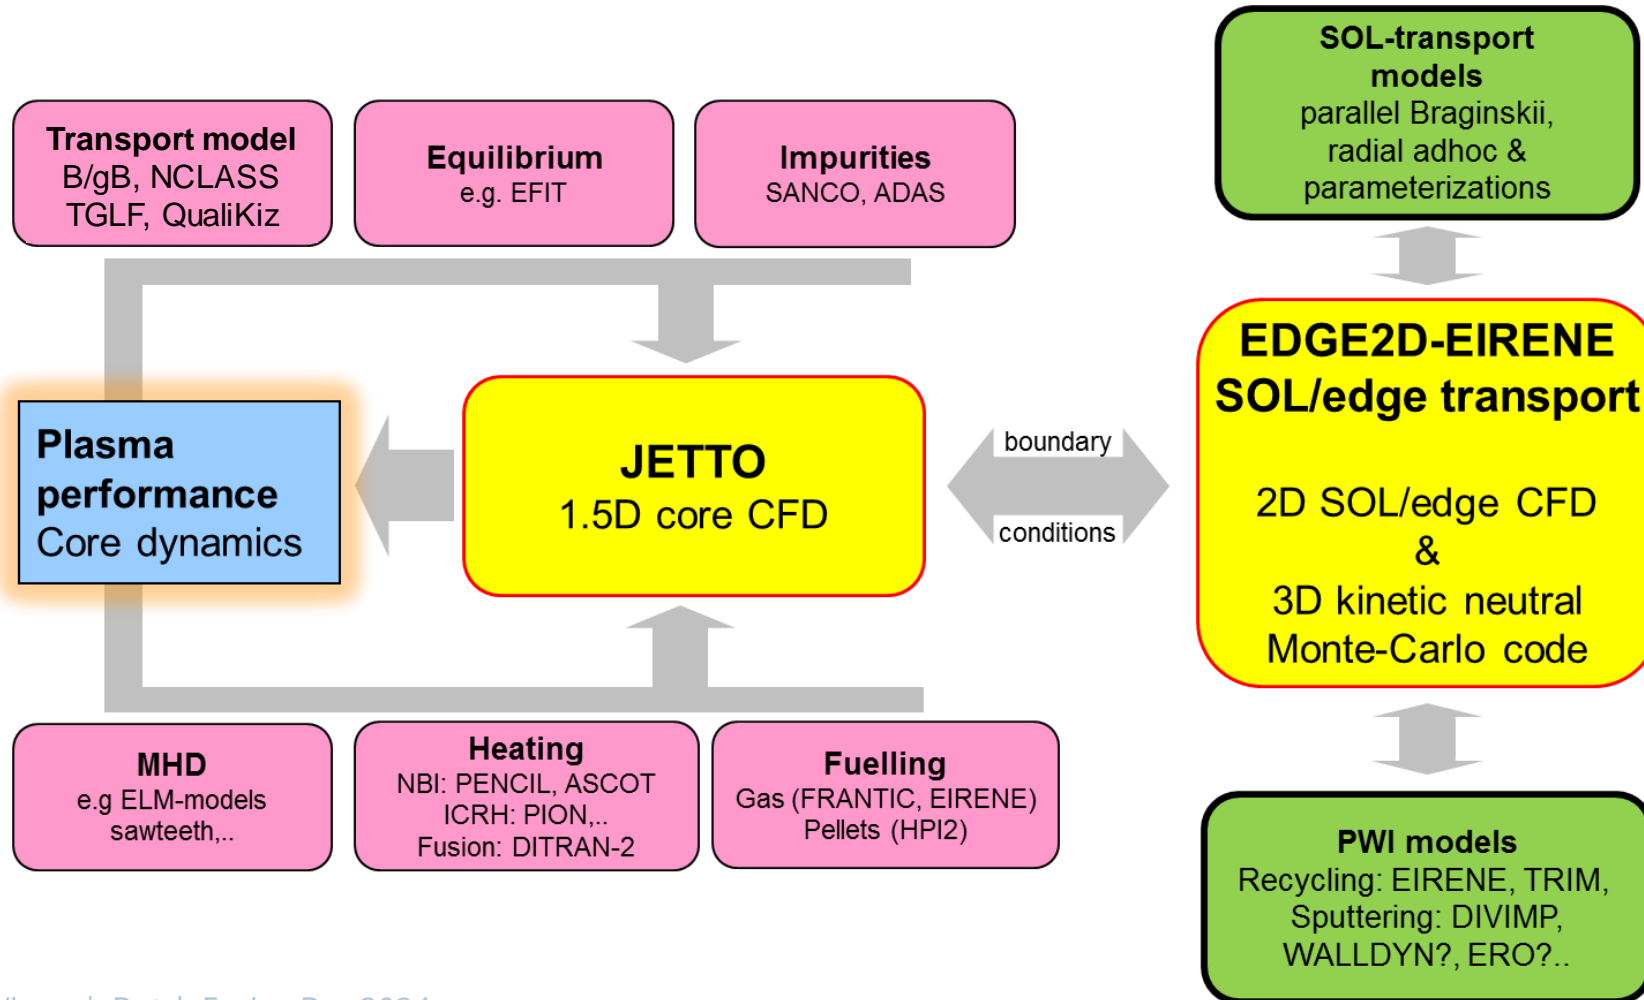 SOL-transport
models
parallel Braginskii,
radial adhoc &
parameterizations
Transport model
B/gB, NCLASS
TGLF, QualiKiz
Equilibrium
e.g. EFIT
Impurities
SANCO, ADAS
EDGE2D-EIRENE
SOL/edge transport
2D SOL/edge CFD
&
3D kinetic neutral
Monte-Carlo code
Plasma
performance
Core dynamics
JETTO
1.5D core CFD
boundary
conditions
MHD
e.g ELM-models
sawteeth,..
Heating
NBI: PENCIL, ASCOT
ICRH: PION,..
Fusion: DITRAN-2
Fuelling
Gas (FRANTIC, EIRENE)
Pellets (HPI2)
PWI models
Recycling: EIRENE, TRIM,
Sputtering: DIVIMP,
WALLDYN?, ERO?..